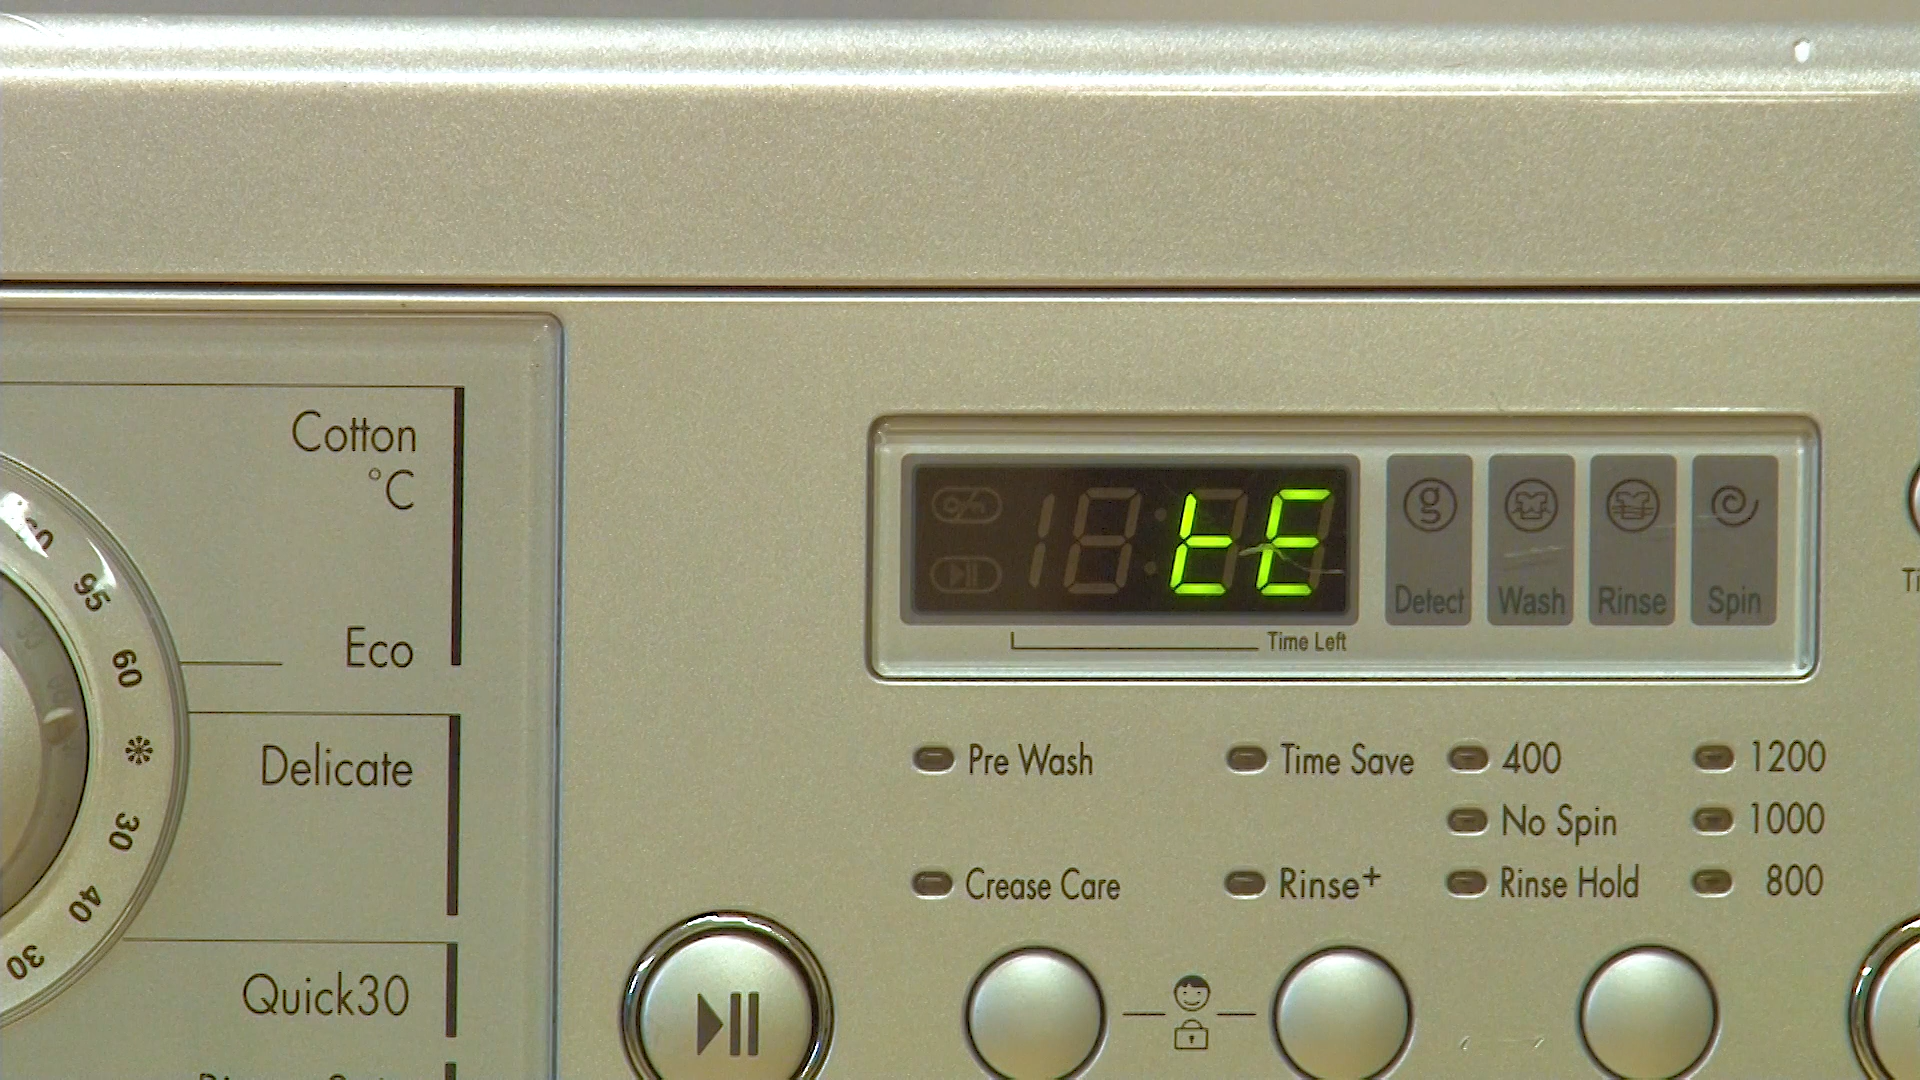 Cotton
°C
Eco
Delicate
Quick30
95
60
30
40
30
tE
Time Left
Detect
Wash
Rinse
Spin
Pre Wash
Time Save
400
1200
No Spin
1000
Crease Care
Rinse+
Rinse Hold
800